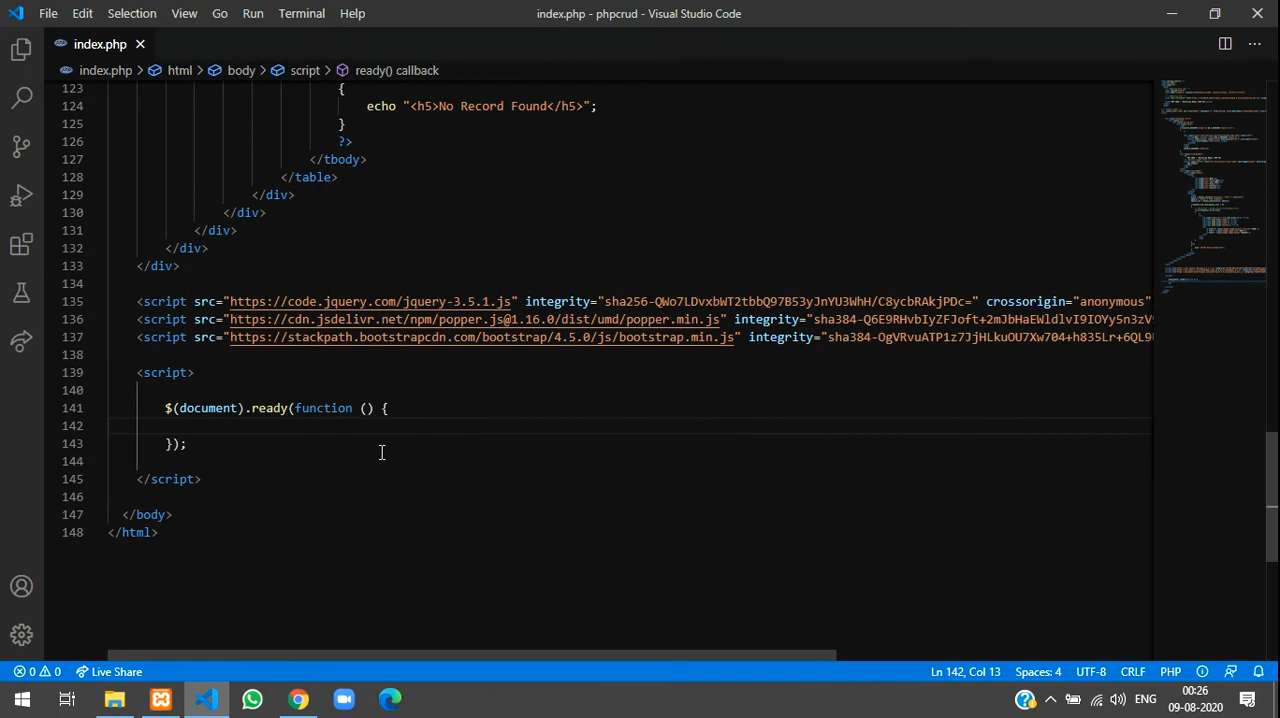 File Edit Selection View Go Run Terminal Help index.php - phpcrud - Visual Studio Code
index.php
index.php > html > body > script > ready() callback
123 {
124 echo "<h5>No Record Found</h5>";
125 }
126 ?>
127 </tbody>
128 </table>
129 </div>
130 </div>
131 </div>
132 </div>
133 </div>
134
135 <script src="https://code.jquery.com/jquery-3.5.1.js" integrity="sha256-QWo7LDvxbWT2tbbQ97B53yJnYU3WhH/C8ycbRAkjPDc=" crossorigin="anonymous"
136 <script src="https://cdn.jsdelivr.net/npm/popper.js@1.16.0/dist/umd/popper.min.js" integrity="sha384-Q6E9RHvbIyZFJoft+2mJbHaEWldlvI9IOYy5n3zV
137 <script src="https://stackpath.bootstrapcdn.com/bootstrap/4.5.0/js/bootstrap.min.js" integrity="sha384-OgVRvuATP1z7JjHLkuOU7Xw704+h835Lr+6QL9
138
139 <script>
140
141 $(document).ready(function () {
142
143 });
144
145 </script>
146
147 </body>
148 </html>
0 0 Live Share Ln 142, Col 13 Spaces: 4 UTF-8 CRLF PHP
ENG 00:26
09-08-2020